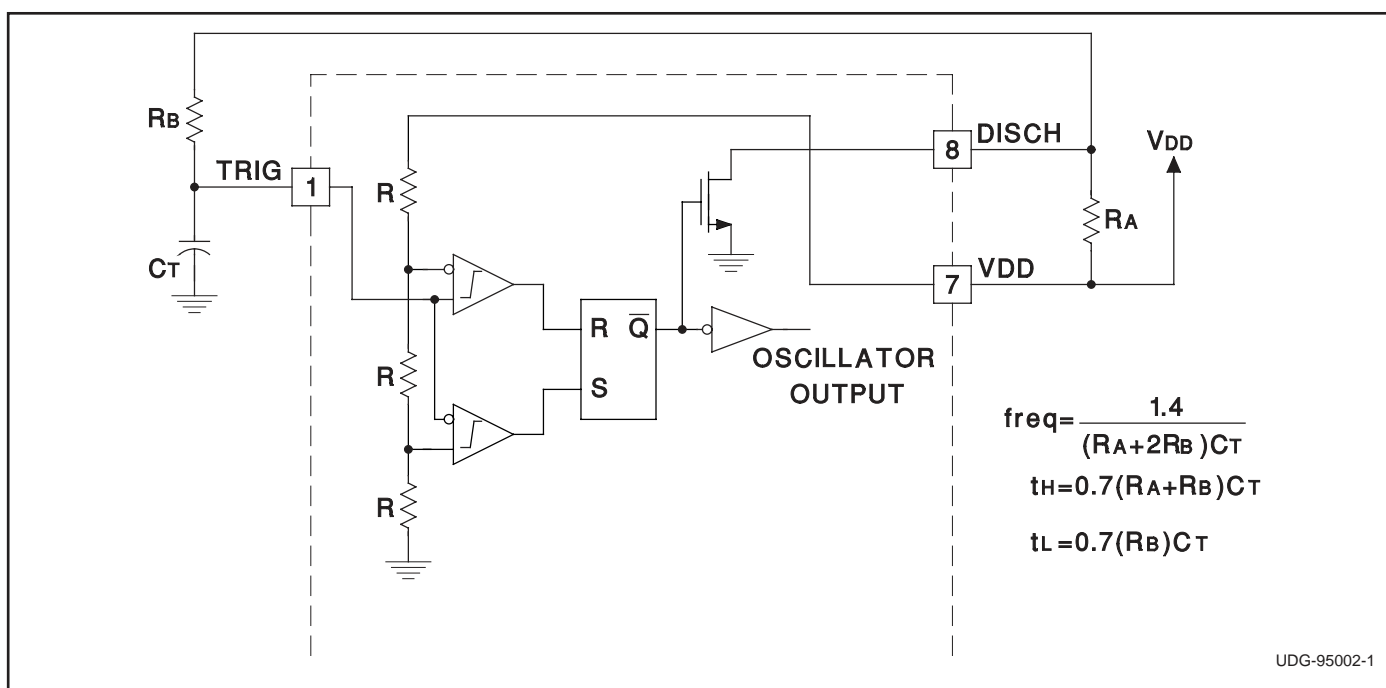 RB
TRIG
1
CT
R
R
R
R Q̅
S
8
DISCH
VDD
RA
7
VDD
OSCILLATOR
OUTPUT
freq= 1.4
(RA+2RB)CT
tH=0.7(RA+RB)CT
tL=0.7(RB)CT
UDG-95002-1